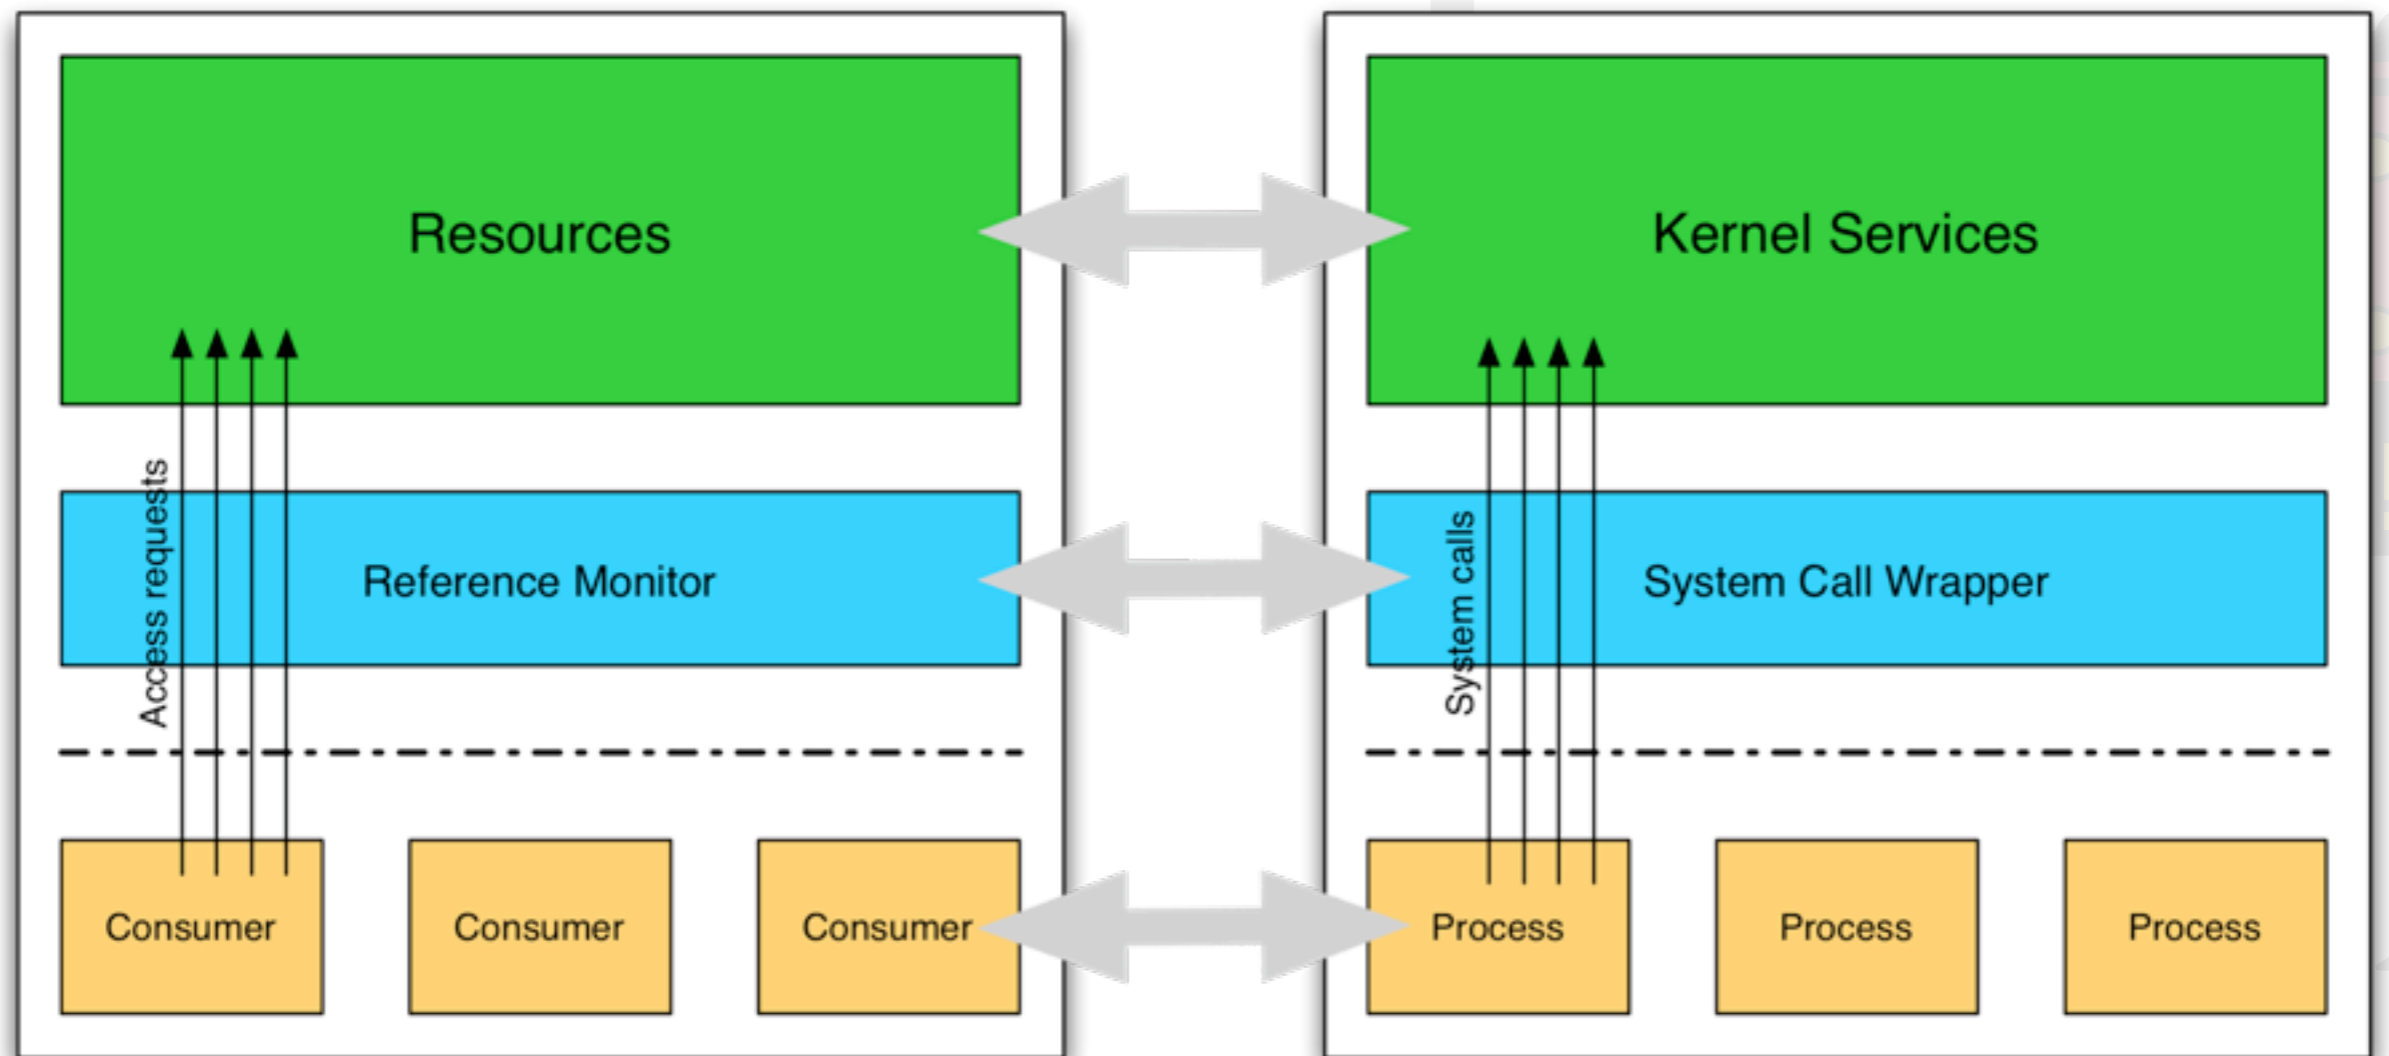 Resources
Kernel Services
Access requests
Reference Monitor
System calls
System Call Wrapper
Consumer
Consumer
Consumer
Process
Process
Process